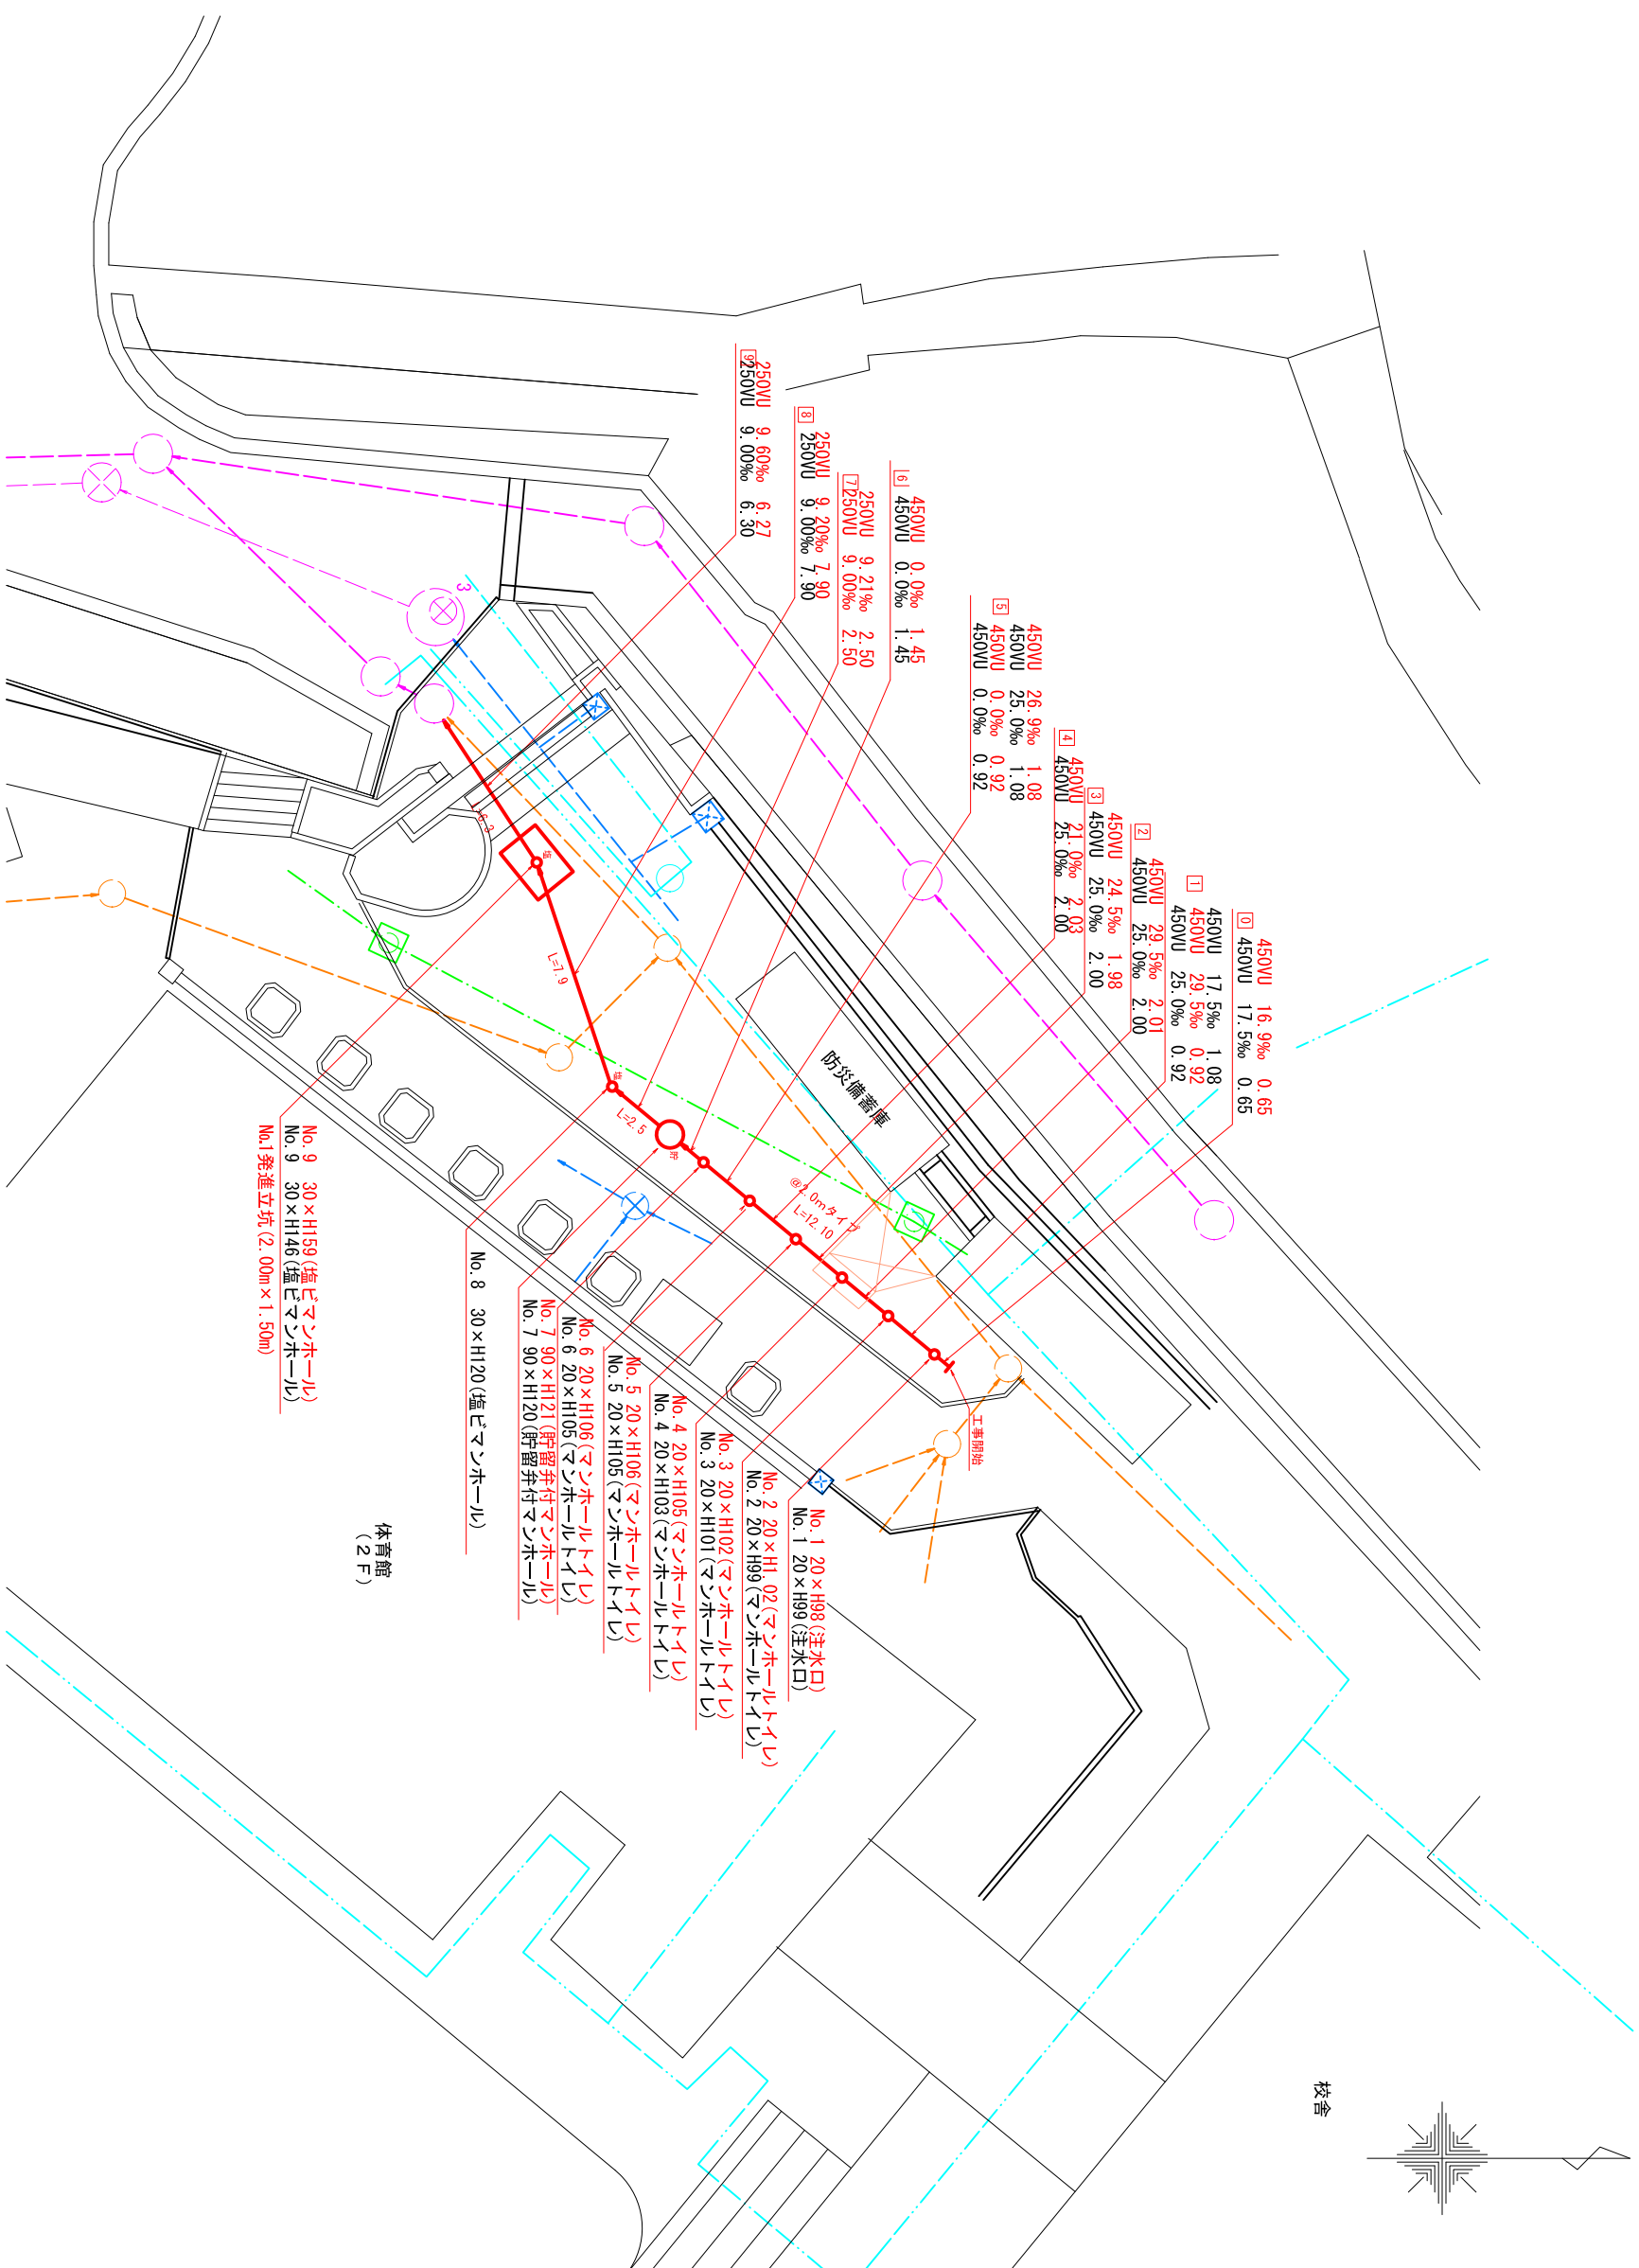 0
450VU 16.9‰ 0.65
450VU 17.5‰ 0.65
1
450VU 17.5‰ 1.08
450VU 29.5‰ 0.92
450VU 25.0‰ 0.92
2
450VU 29.5‰ 2.01
450VU 25.0‰ 2.00
3
450VU 24.5‰ 1.98
450VU 25.0‰ 2.00
4
450VU 21.0‰ 2.03
450VU 25.0‰ 2.00
5
450VU 26.9‰ 1.08
450VU 25.0‰ 1.08
450VU 0.0‰ 0.92
450VU 0.0‰ 0.92
6
450VU 0.0‰ 1.45
450VU 0.0‰ 1.45
7
250VU 9.21‰ 2.50
250VU 9.00‰ 2.50
8
250VU 9.20‰ 7.90
250VU 9.00‰ 7.90
9
250VU 9.60‰ 6.27
250VU 9.00‰ 6.30
3
防災備蓄庫
@2.0mタイプ
L=12.10
工事開始
貯
L=2.5
塩
L=7.9
塩
6.3
No.1 20×H98(注水口)
No.1 20×H99(注水口)
No.2 20×H1.02(マンホールトイレ)
No.2 20×H99(マンホールトイレ)
No.3 20×H102(マンホールトイレ)
No.3 20×H101(マンホールトイレ)
No.4 20×H105(マンホールトイレ)
No.4 20×H103(マンホールトイレ)
No.5 20×H106(マンホールトイレ)
No.5 20×H105(マンホールトイレ)
No.6 20×H106(マンホールトイレ)
No.6 20×H105(マンホールトイレ)
No.7 90×H121(貯留弁付マンホール)
No.7 90×H120(貯留弁付マンホール)
No.8 30×H120(塩ビマンホール)
No.9 30×H159(塩ビマンホール)
No.9 30×H146(塩ビマンホール)
No.1発進立坑(2.00m×1.50m)
体育館
(2F)
校舎